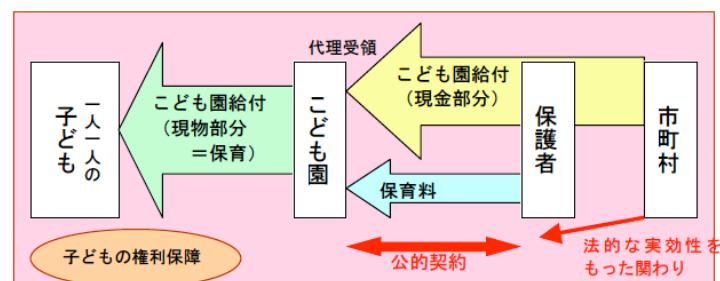 代理受領
一人一人の
子ども
こども園給付
（現物部分
＝保育）
こども園
こども園給付
（現金部分）
保育料
保護者
市町村
公的契約
法的な実効性を
もった関わり
子どもの権利保障